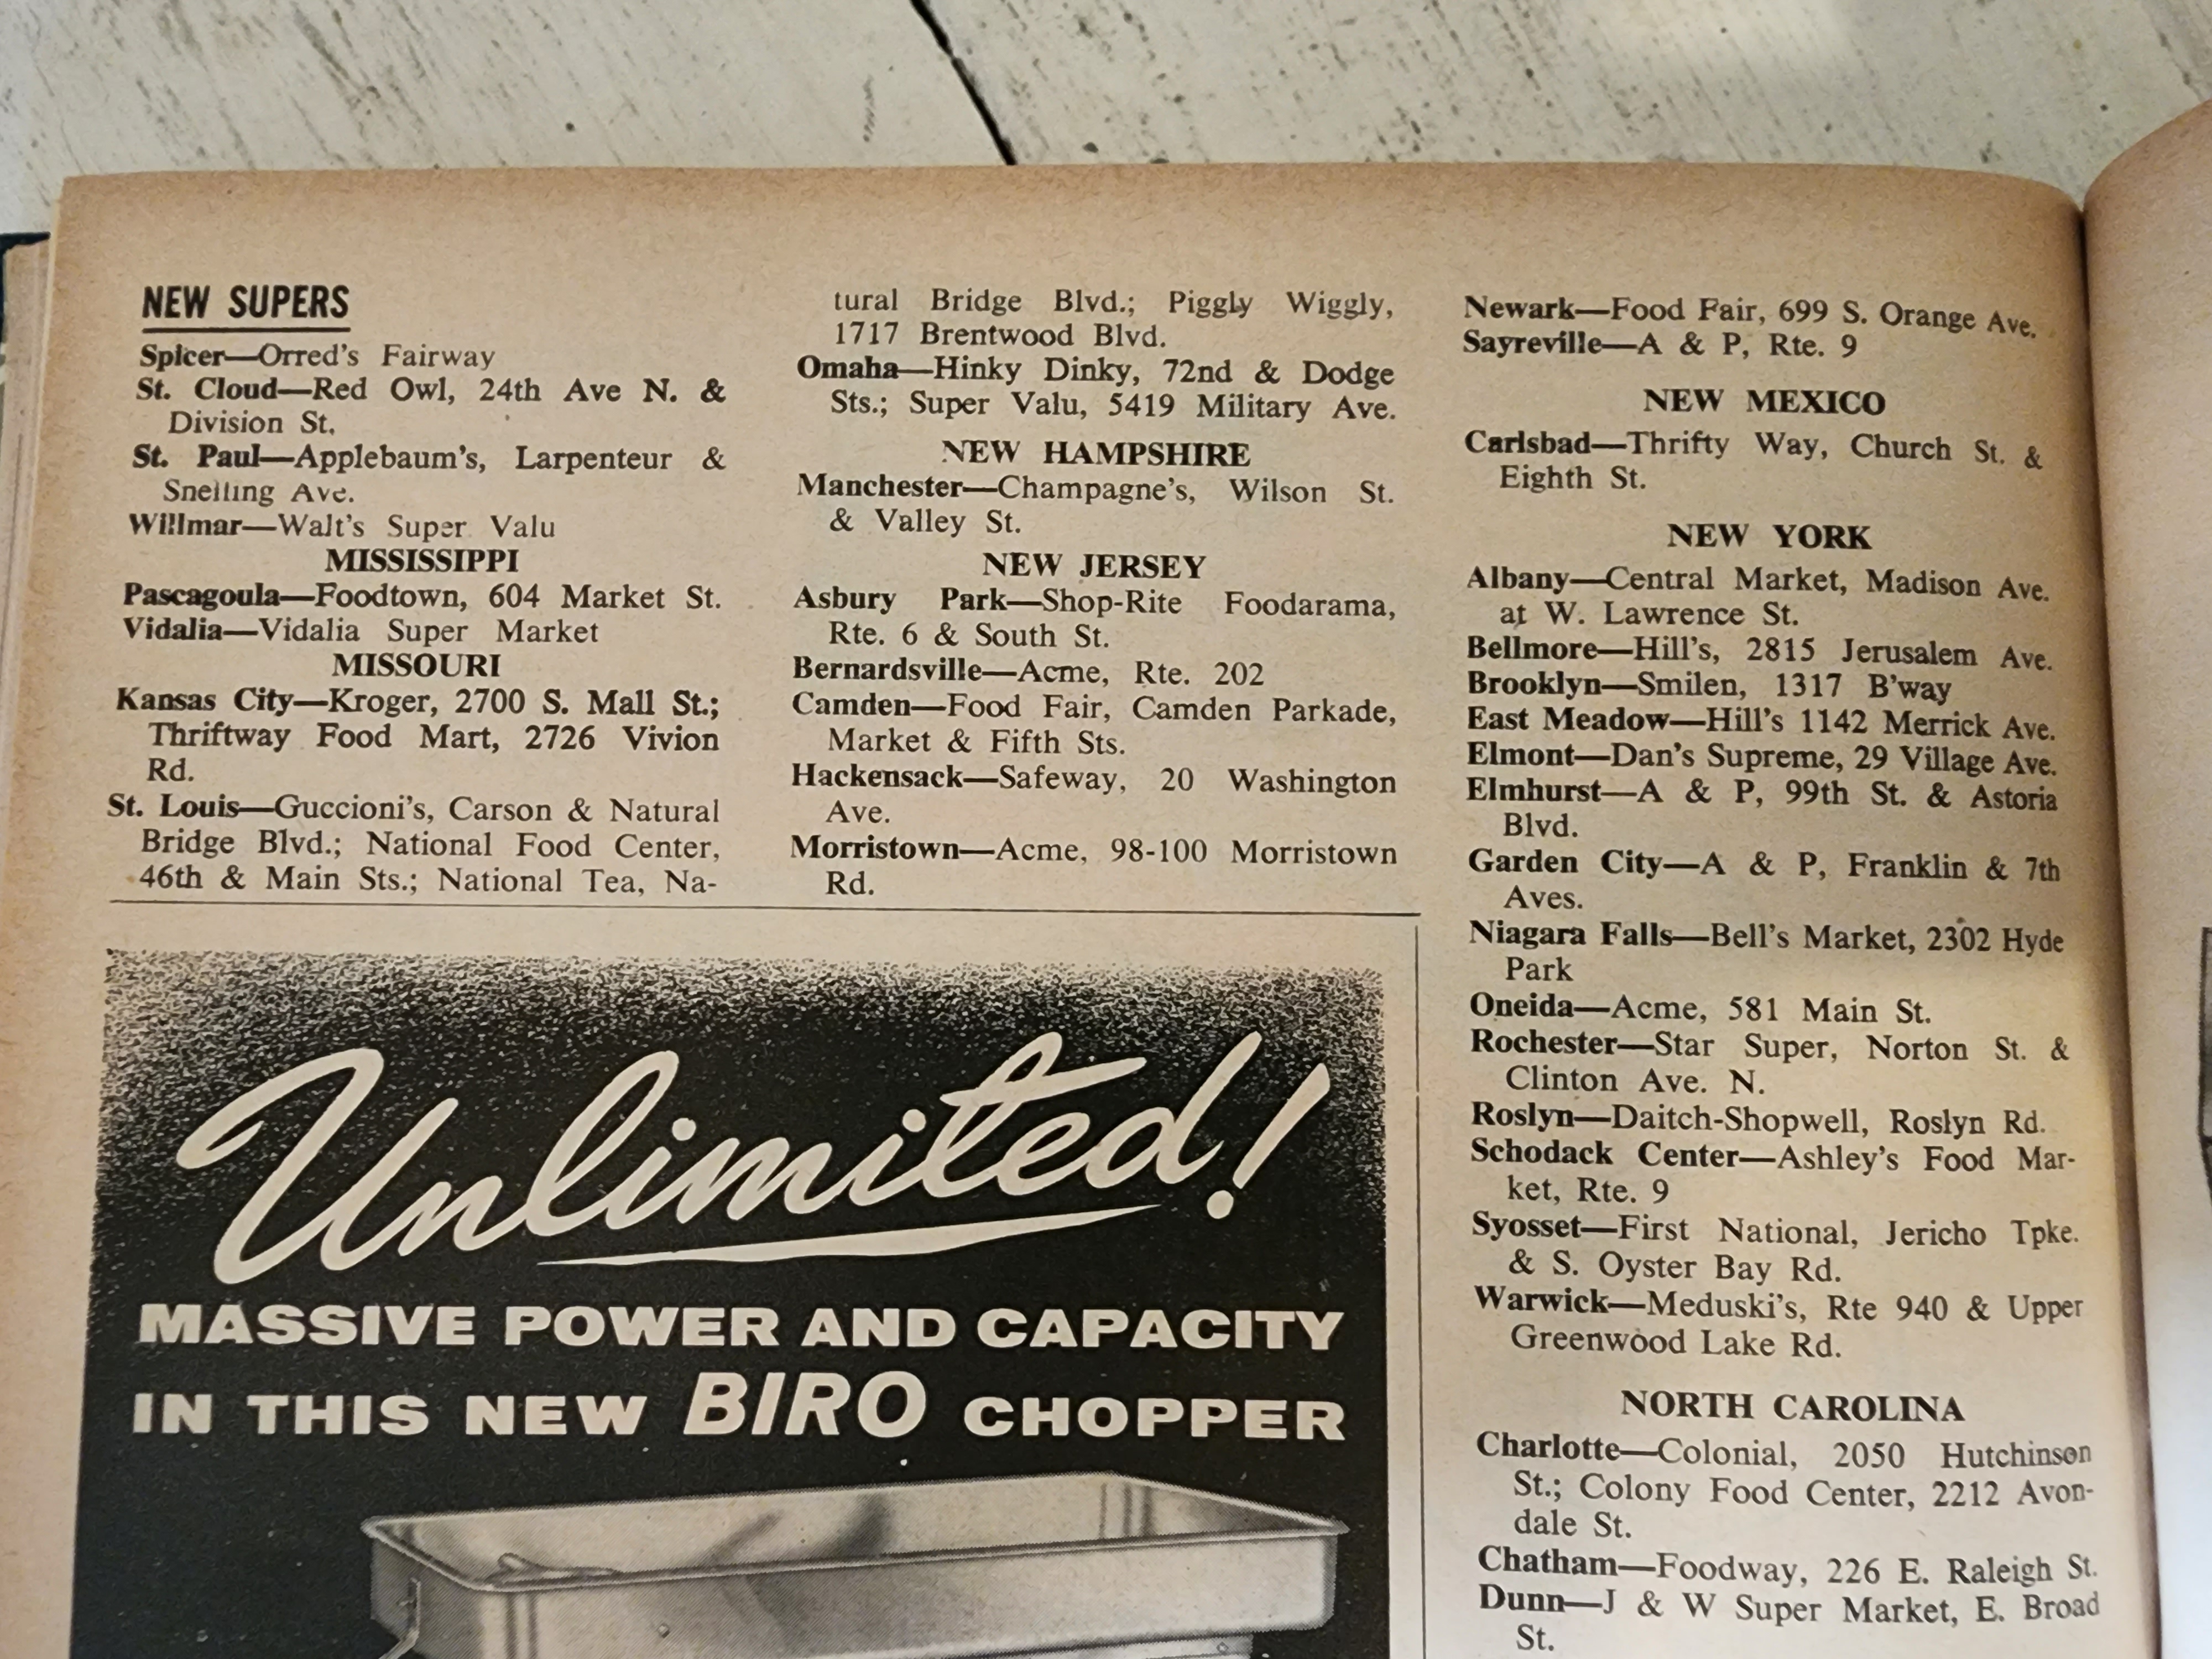 NEW SUPERS
Spicer—Orred's Fairway
St. Cloud—Red Owl, 24th Ave N. &
Division St.
St. Paul—Applebaum's, Larpenteur &
Snelling Ave.
Willmar—Walt's Super Valu
MISSISSIPPI
Pascagoula—Foodtown, 604 Market St.
Vidalia—Vidalia Super Market
MISSOURI
Kansas City—Kroger, 2700 S. Mall St.;
Thriftway Food Mart, 2726 Vivion
Rd.
St. Louis—Guccioni's, Carson & Natural
Bridge Blvd.; National Food Center,
46th & Main Sts.; National Tea, Na-
tural Bridge Blvd.; Piggly Wiggly,
1717 Brentwood Blvd.
Omaha—Hinky Dinky, 72nd & Dodge
Sts.; Super Valu, 5419 Military Ave.
NEW HAMPSHIRE
Manchester—Champagne's, Wilson St.
& Valley St.
NEW JERSEY
Asbury Park—Shop-Rite Foodarama,
Rte. 6 & South St.
Bernardsville—Acme, Rte. 202
Camden—Food Fair, Camden Parkade,
Market & Fifth Sts.
Hackensack—Safeway, 20 Washington
Ave.
Morristown—Acme, 98-100 Morristown
Rd.
Newark—Food Fair, 699 S. Orange Ave.
Sayreville—A & P, Rte. 9
NEW MEXICO
Carlsbad—Thrifty Way, Church St. &
Eighth St.
NEW YORK
Albany—Central Market, Madison Ave.
at W. Lawrence St.
Bellmore—Hill's, 2815 Jerusalem Ave.
Brooklyn—Smilen, 1317 B'way
East Meadow—Hill's 1142 Merrick Ave.
Elmont—Dan's Supreme, 29 Village Ave.
Elmhurst—A & P, 99th St. & Astoria
Blvd.
Garden City—A & P, Franklin & 7th
Aves.
Niagara Falls—Bell's Market, 2302 Hyde
Park
Oneida—Acme, 581 Main St.
Rochester—Star Super, Norton St. &
Clinton Ave. N.
Roslyn—Daitch-Shopwell, Roslyn Rd.
Schodack Center—Ashley's Food Mar-
ket, Rte. 9
Syosset—First National, Jericho Tpke.
& S. Oyster Bay Rd.
Warwick—Meduski's, Rte 940 & Upper
Greenwood Lake Rd.
NORTH CAROLINA
Charlotte—Colonial, 2050 Hutchinson
St.; Colony Food Center, 2212 Avon-
dale St.
Chatham—Foodway, 226 E. Raleigh St.
Dunn—J & W Super Market, E. Broad
St.
Unlimited!
MASSIVE POWER AND CAPACITY
IN THIS NEW BIRO CHOPPER